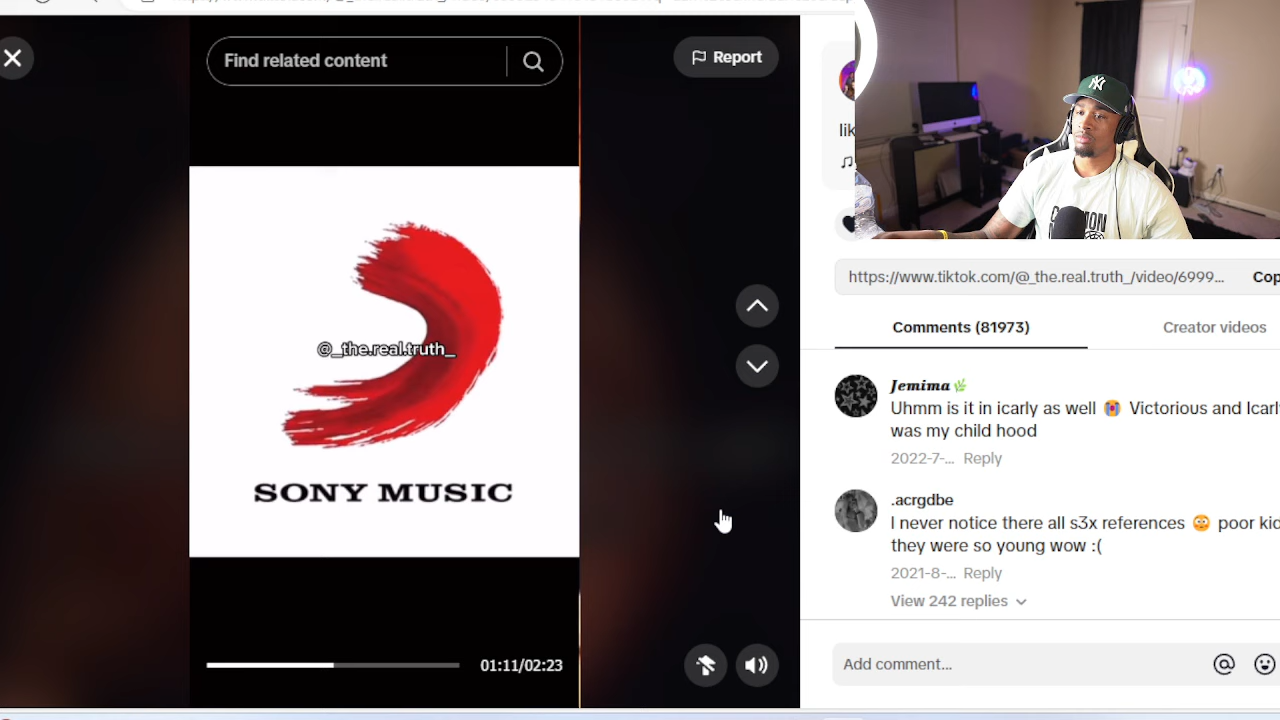 Find related content
Report
@_the.real.truth_
SONY MUSIC
01:11/02:23
lik
https://www.tiktok.com/@_the.real.truth_/video/6999...
Cop
Comments (81973)
Creator videos
Jemima
Uhmm is it in icarly as well 😭 Victorious and Icarl
was my child hood
2022-7-... Reply
.acrgdbe
I never notice there all s3x references 😳 poor kid
they were so young wow :(
2021-8-... Reply
View 242 replies
Add comment...